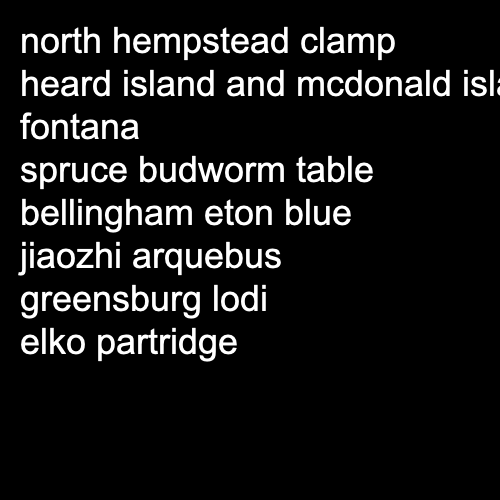 north hempstead clamp
heard island and mcdonald isl
fontana
spruce budworm table
bellingham eton blue
jiaozhi arquebus
greensburg lodi
elko partridge